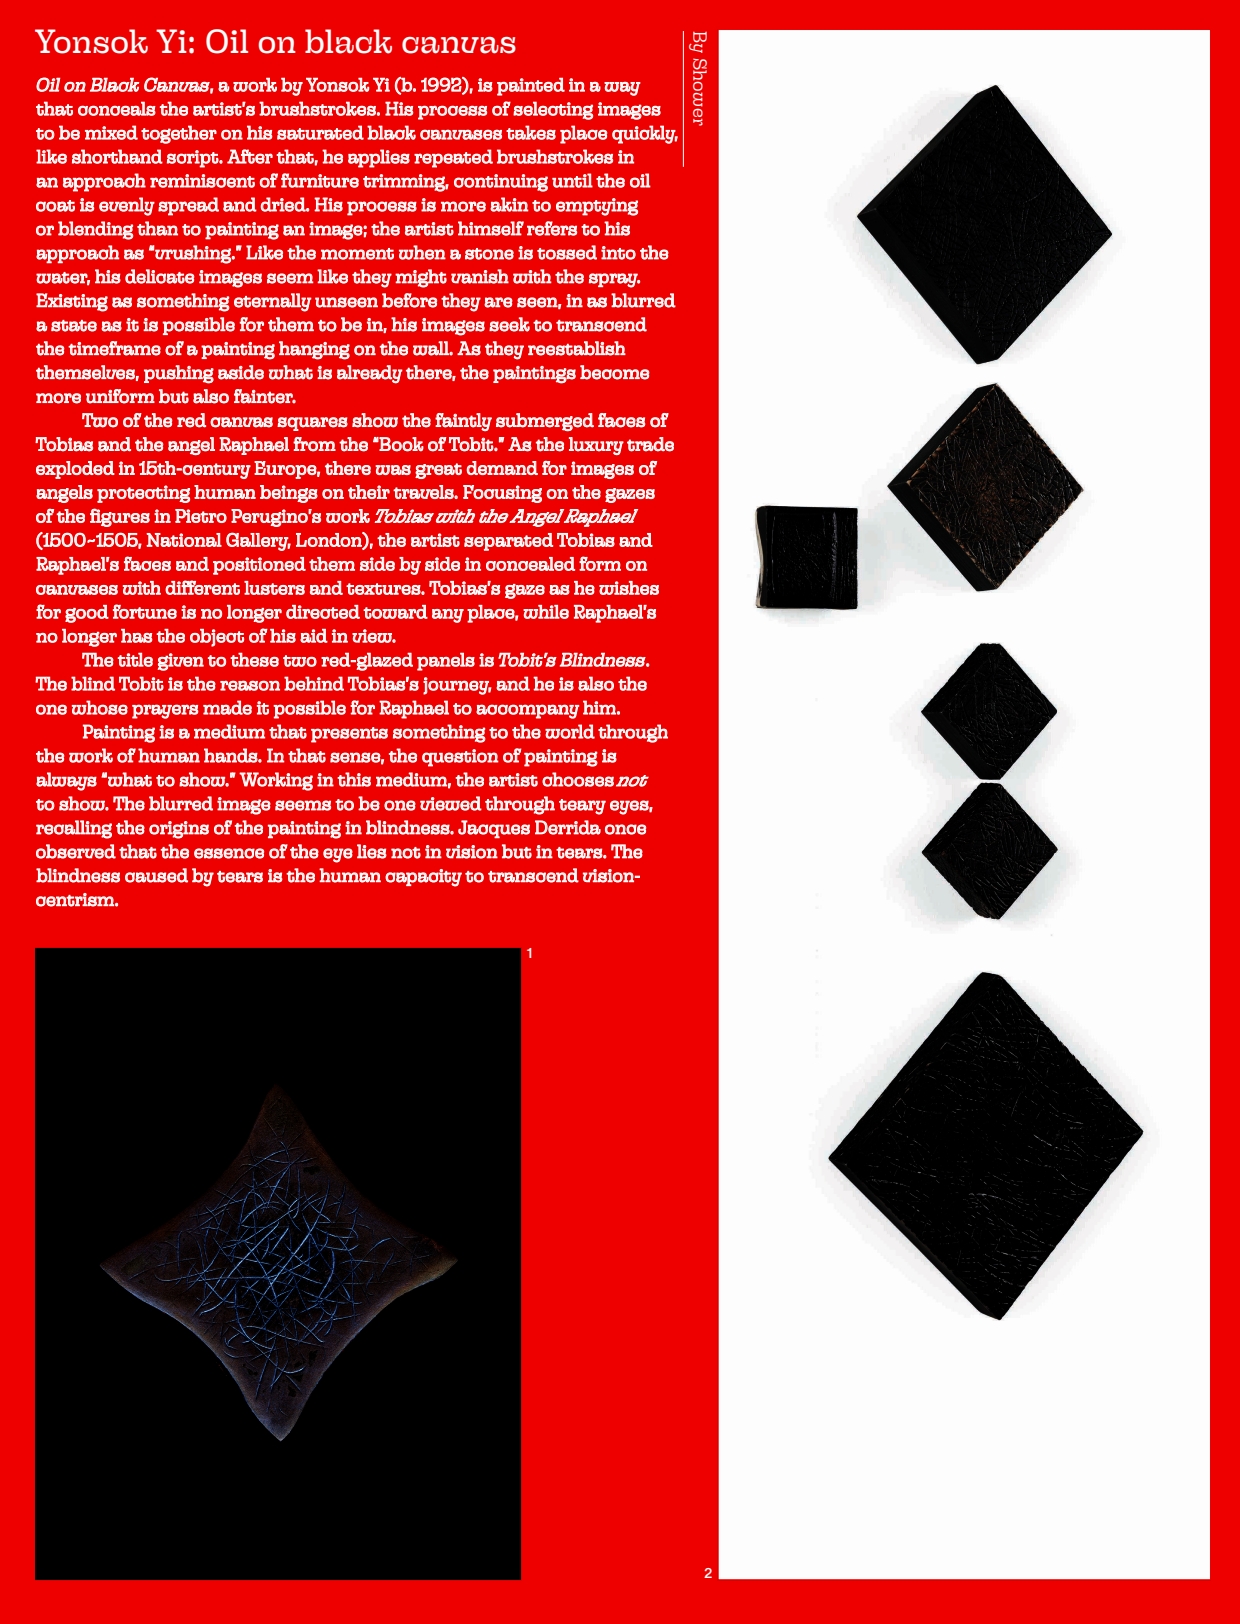 Yonsok Yi: Oil on black canvas
By Shower
Oil on Black Canvas, a work by Yonsok Yi (b. 1992), is painted in a way
that conceals the artist’s brushstrokes. His process of selecting images
to be mixed together on his saturated black canvases takes place quickly,
like shorthand script. After that, he applies repeated brushstrokes in
an approach reminiscent of furniture trimming, continuing until the oil
coat is evenly spread and dried. His process is more akin to emptying
or blending than to painting an image; the artist himself refers to his
approach as “vrushing.” Like the moment when a stone is tossed into the
water, his delicate images seem like they might vanish with the spray.
Existing as something eternally unseen before they are seen, in as blurred
a state as it is possible for them to be in, his images seek to transcend
the timeframe of a painting hanging on the wall. As they reestablish
themselves, pushing aside what is already there, the paintings become
more uniform but also fainter.
Two of the red canvas squares show the faintly submerged faces of
Tobias and the angel Raphael from the “Book of Tobit.” As the luxury trade
exploded in 15th-century Europe, there was great demand for images of
angels protecting human beings on their travels. Focusing on the gazes
of the figures in Pietro Perugino’s work Tobias with the Angel Raphael
(1500~1505, National Gallery, London), the artist separated Tobias and
Raphael’s faces and positioned them side by side in concealed form on
canvases with different lusters and textures. Tobias’s gaze as he wishes
for good fortune is no longer directed toward any place, while Raphael’s
no longer has the object of his aid in view.
The title given to these two red-glazed panels is Tobit’s Blindness.
The blind Tobit is the reason behind Tobias’s journey, and he is also the
one whose prayers made it possible for Raphael to accompany him.
Painting is a medium that presents something to the world through
the work of human hands. In that sense, the question of painting is
always “what to show.” Working in this medium, the artist chooses not
to show. The blurred image seems to be one viewed through teary eyes,
recalling the origins of the painting in blindness. Jacques Derrida once
observed that the essence of the eye lies not in vision but in tears. The
blindness caused by tears is the human capacity to transcend vision-
centrism.
1
2